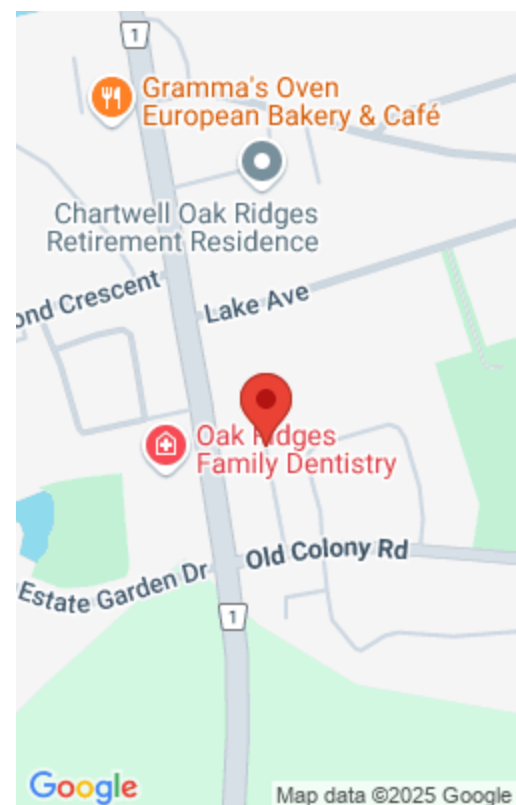 1
Gramma's Oven
European Bakery & Café
Chartwell Oak Ridges
Retirement Residence
ond Crescent
Lake Ave
Oak Ridges
Family Dentistry
Old Colony Rd
Estate Garden Dr
1
Google
Map data ©2025 Google